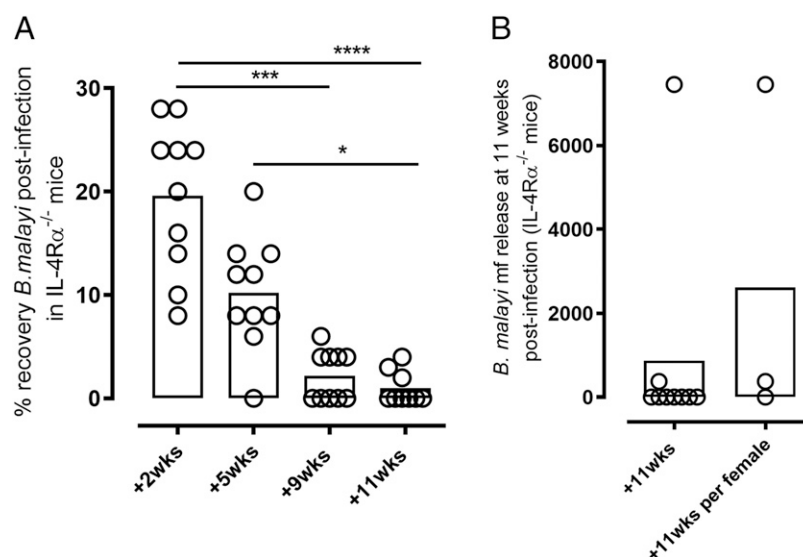 A
% recovery B.malayi post-infection
in IL-4Rα-/- mice
30
20
10
0
****
***
*
+2wks
+5wks
+9wks
+11wks
B
B. malayi mf release at 11 weeks
post-infection (IL-4Rα-/- mice)
8000
6000
4000
2000
0
+11wks
+11wks per female